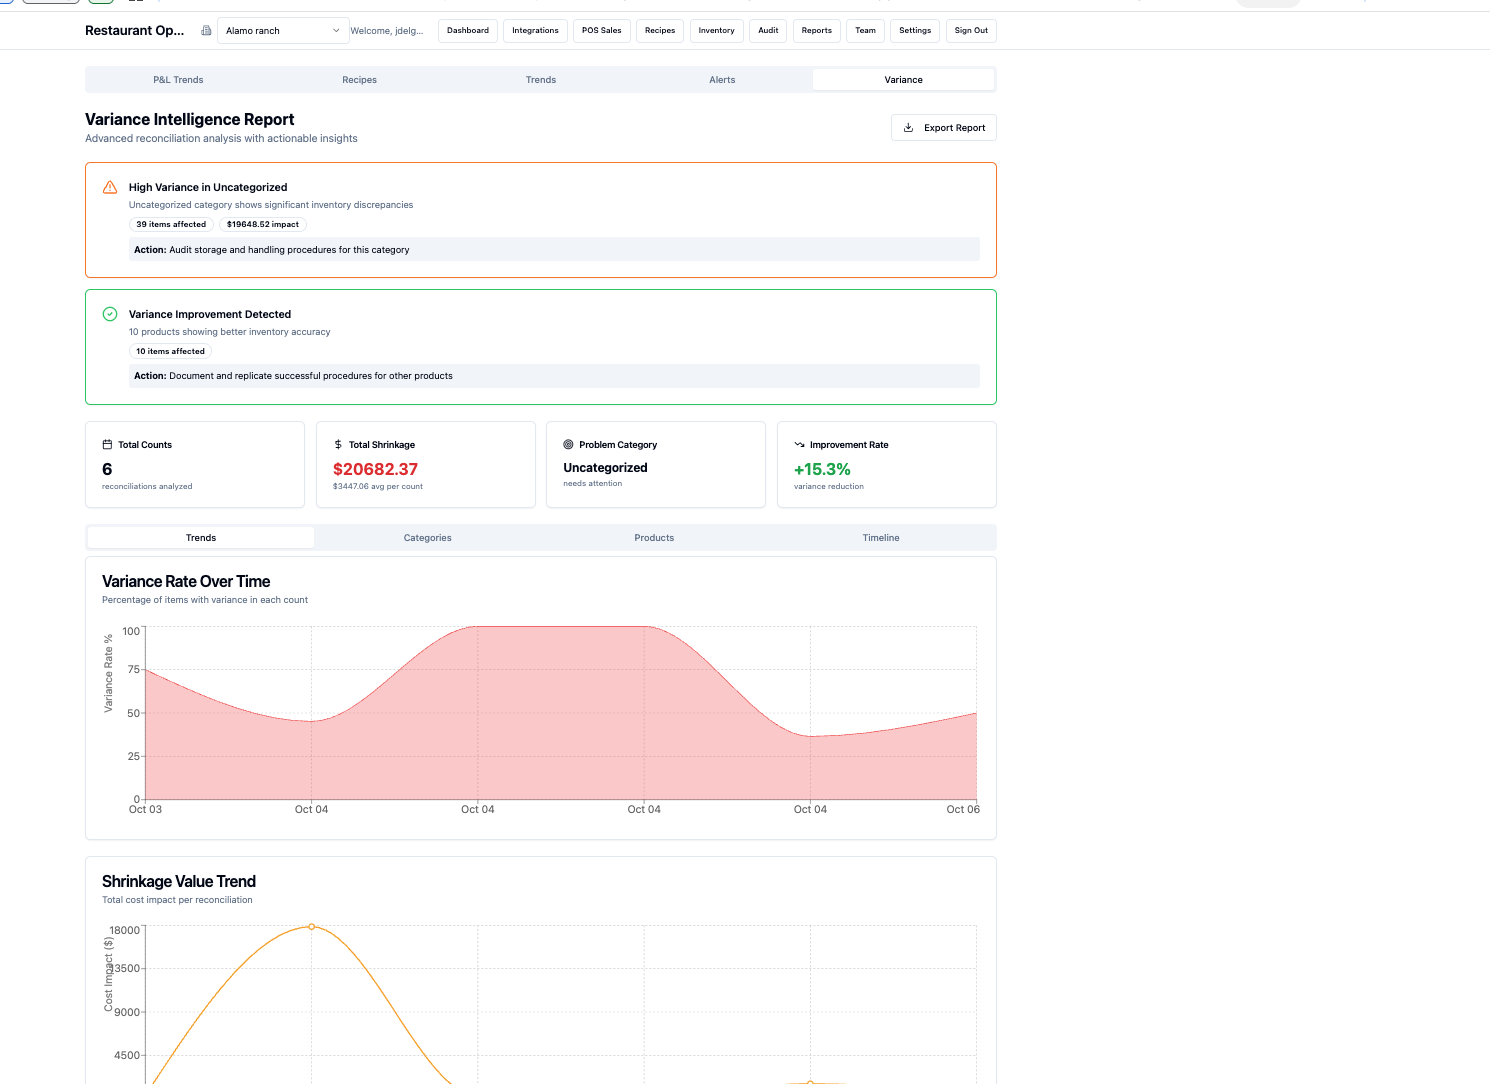 Restaurant Op... Alamo ranch Welcome, jdelg... Dashboard Integrations POS Sales Recipes Inventory Audit Reports Team Settings Sign Out
P&L Trends Recipes Trends Alerts Variance
Variance Intelligence Report
Advanced reconciliation analysis with actionable insights
Export Report
High Variance in Uncategorized
Uncategorized category shows significant inventory discrepancies
39 items affected $19648.52 impact
Action: Audit storage and handling procedures for this category
Variance Improvement Detected
10 products showing better inventory accuracy
10 items affected
Action: Document and replicate successful procedures for other products
Total Counts
6
reconciliations analyzed
Total Shrinkage
$20682.37
$3447.06 avg per count
Problem Category
Uncategorized
needs attention
Improvement Rate
+15.3%
variance reduction
Trends Categories Products Timeline
Variance Rate Over Time
Percentage of items with variance in each count
Variance Rate %
100
75
50
25
0
Oct 03 Oct 04 Oct 04 Oct 04 Oct 04 Oct 06
Shrinkage Value Trend
Total cost impact per reconciliation
Cost Impact ($)
18000
13500
9000
4500